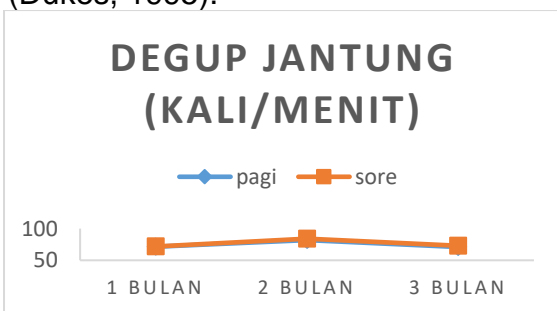 DEGUP JANTUNG
(KALI/MENIT)
pagi sore
100
50
1 BULAN 2 BULAN 3 BULAN